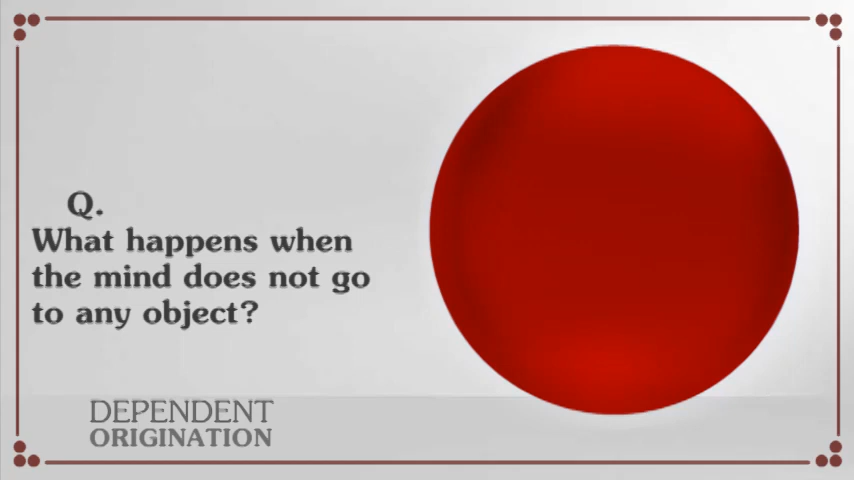 Q.
What happens when
the mind does not go
to any object?
DEPENDENT
ORIGINATION